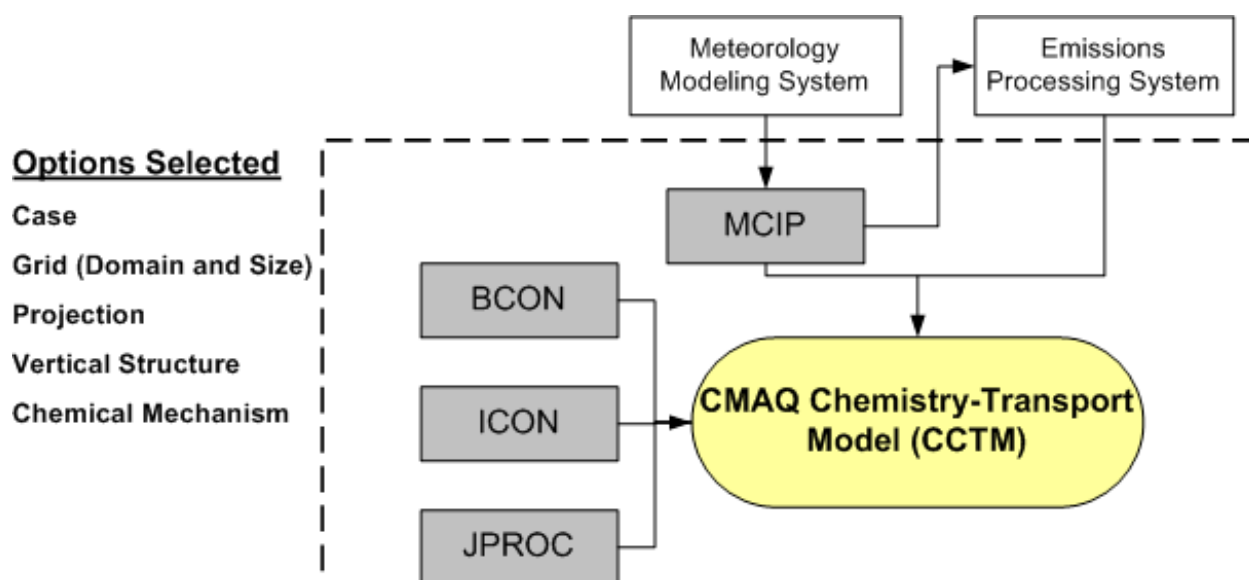 Meteorology
Modeling System
Emissions
Processing System
Options Selected
Case
Grid (Domain and Size)
Projection
Vertical Structure
Chemical Mechanism
MCIP
BCON
ICON
JPROC
CMAQ Chemistry-Transport
Model (CCTM)